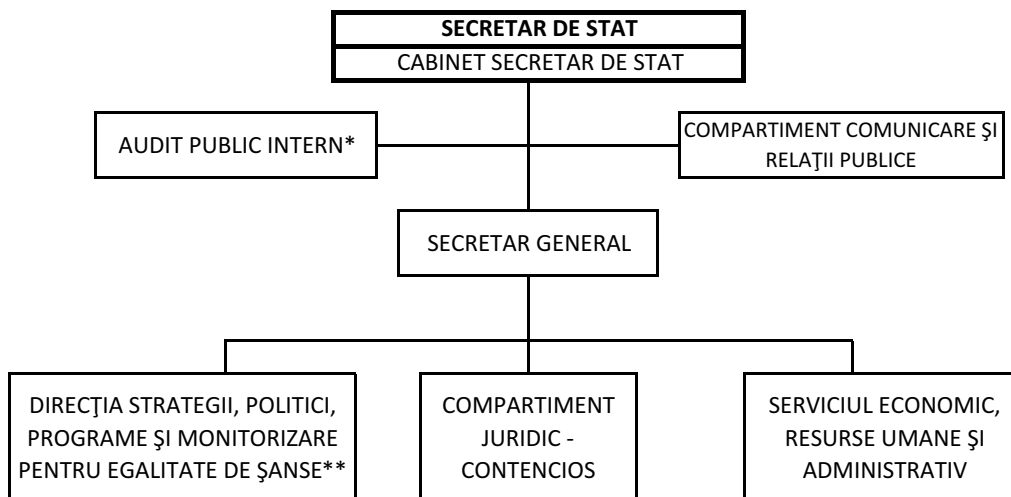 SECRETAR DE STAT
CABINET SECRETAR DE STAT
AUDIT PUBLIC INTERN*
COMPARTIMENT COMUNICARE ŞI
RELAŢII PUBLICE
SECRETAR GENERAL
DIRECŢIA STRATEGII, POLITICI,
PROGRAME ŞI MONITORIZARE
PENTRU EGALITATE DE ŞANSE**
COMPARTIMENT
JURIDIC -
CONTENCIOS
SERVICIUL ECONOMIC,
RESURSE UMANE ŞI
ADMINISTRATIV